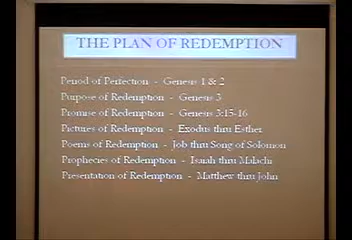 THE PLAN OF REDEMPTION
Period of Perfection - Genesis 1 & 2
Purpose of Redemption - Genesis 3
Promise of Redemption - Genesis 3:15-16
Pictures of Redemption - Exodus thru Esther
Poems of Redemption - Job thru Song of Solomon
Prophecies of Redemption - Isaiah thru Malachi
Presentation of Redemption - Matthew thru John